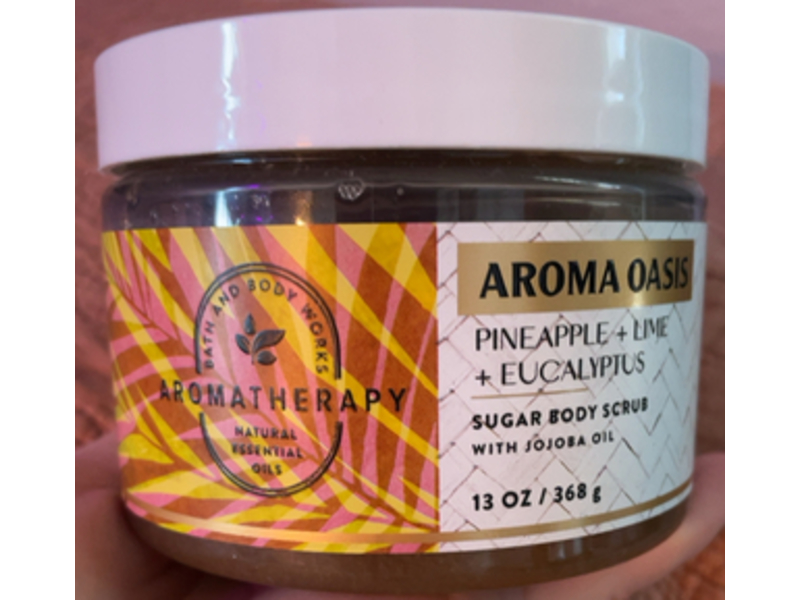 BATH AND BODY WORKS
AROMATHERAPY
NATURAL
ESSENTIAL
OILS
AROMA OASIS
PINEAPPLE + LIME
+ EUCALYPTUS
SUGAR BODY SCRUB
WITH JOJOBA OIL
13 OZ / 368 g